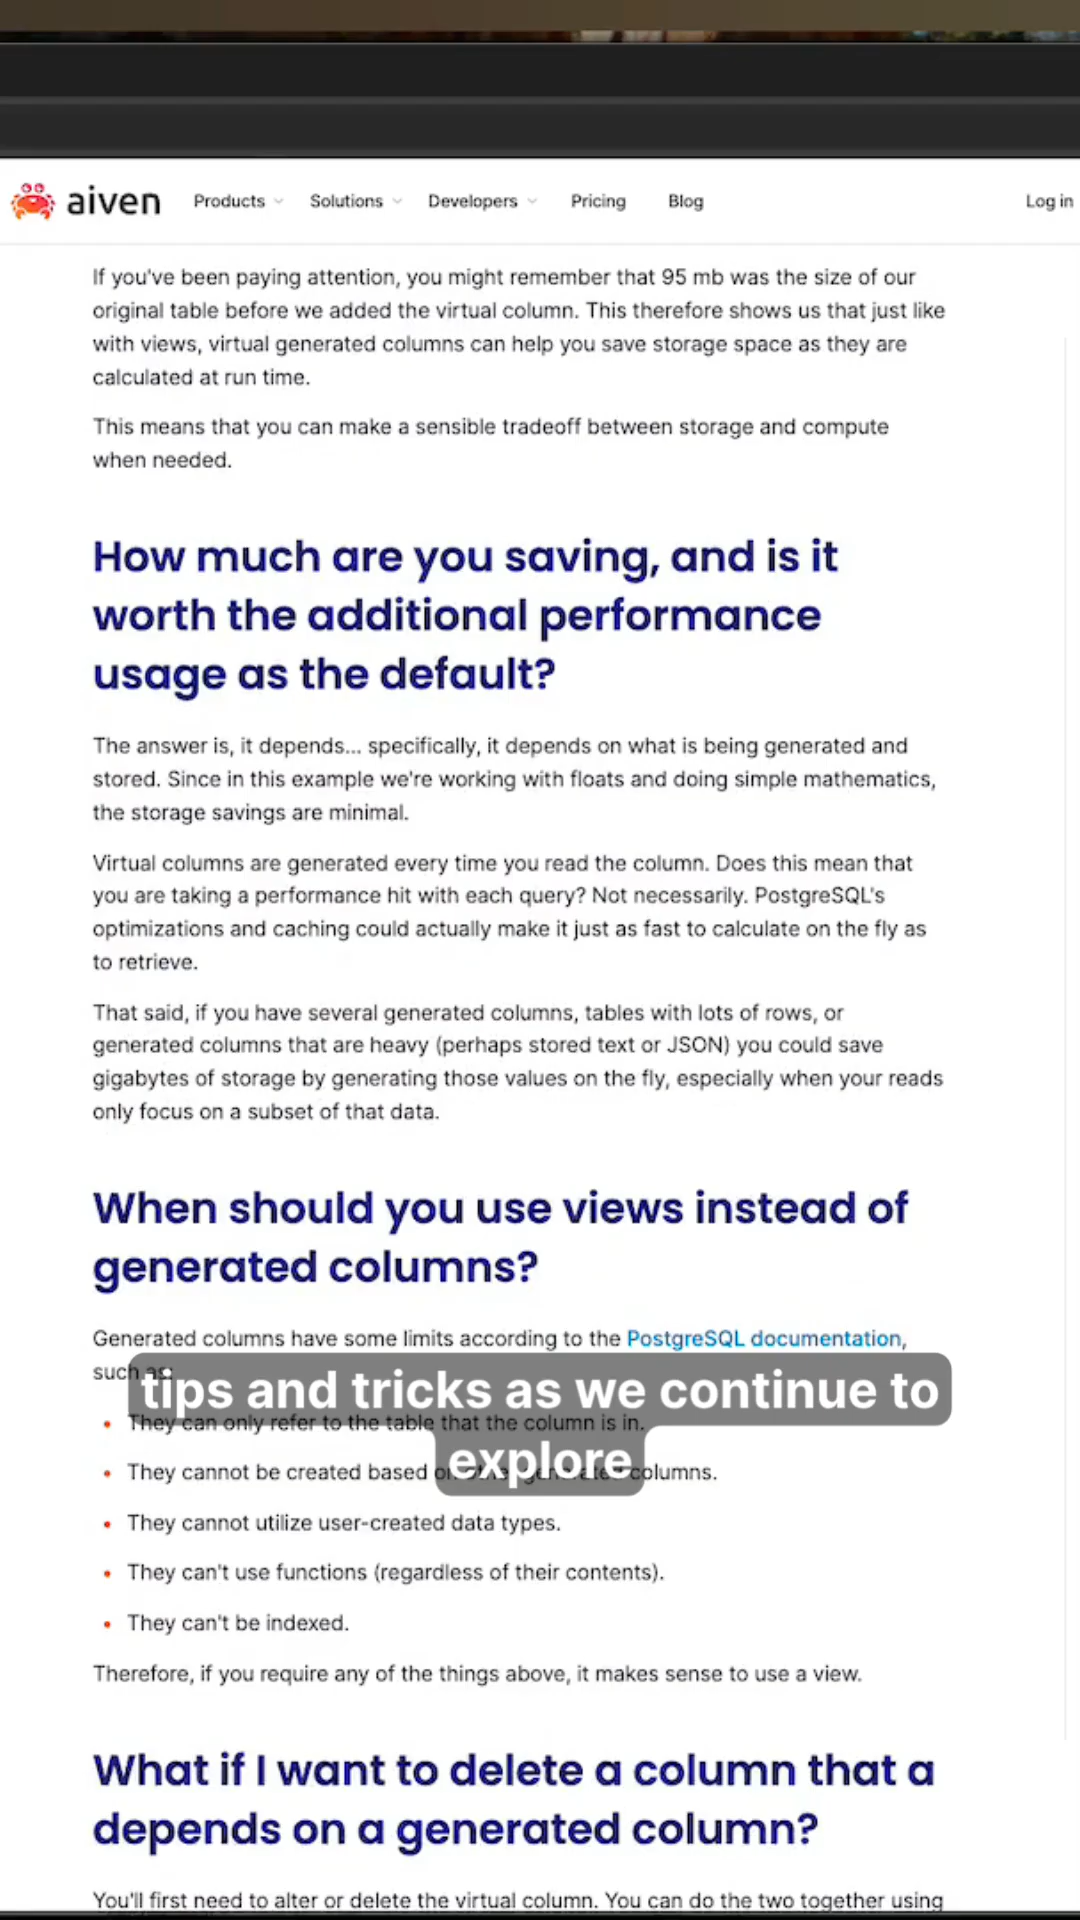 aiven Products Solutions Developers Pricing Blog Log in
If you've been paying attention, you might remember that 95 mb was the size of our
original table before we added the virtual column. This therefore shows us that just like
with views, virtual generated columns can help you save storage space as they are
calculated at run time.
This means that you can make a sensible tradeoff between storage and compute
when needed.
How much are you saving, and is it
worth the additional performance
usage as the default?
The answer is, it depends... specifically, it depends on what is being generated and
stored. Since in this example we're working with floats and doing simple mathematics,
the storage savings are minimal.
Virtual columns are generated every time you read the column. Does this mean that
you are taking a performance hit with each query? Not necessarily. PostgreSQL's
optimizations and caching could actually make it just as fast to calculate on the fly as
to retrieve.
That said, if you have several generated columns, tables with lots of rows, or
generated columns that are heavy (perhaps stored text or JSON) you could save
gigabytes of storage by generating those values on the fly, especially when your reads
only focus on a subset of that data.
When should you use views instead of
generated columns?
Generated columns have some limits according to the PostgreSQL documentation,
such as:
tips and tricks as we continue to
explore
They can only refer to the table that the column is in.
They cannot be created based columns.
They cannot utilize user-created data types.
They can't use functions (regardless of their contents).
They can't be indexed.
Therefore, if you require any of the things above, it makes sense to use a view.
What if I want to delete a column that a
depends on a generated column?
You'll first need to alter or delete the virtual column. You can do the two together using